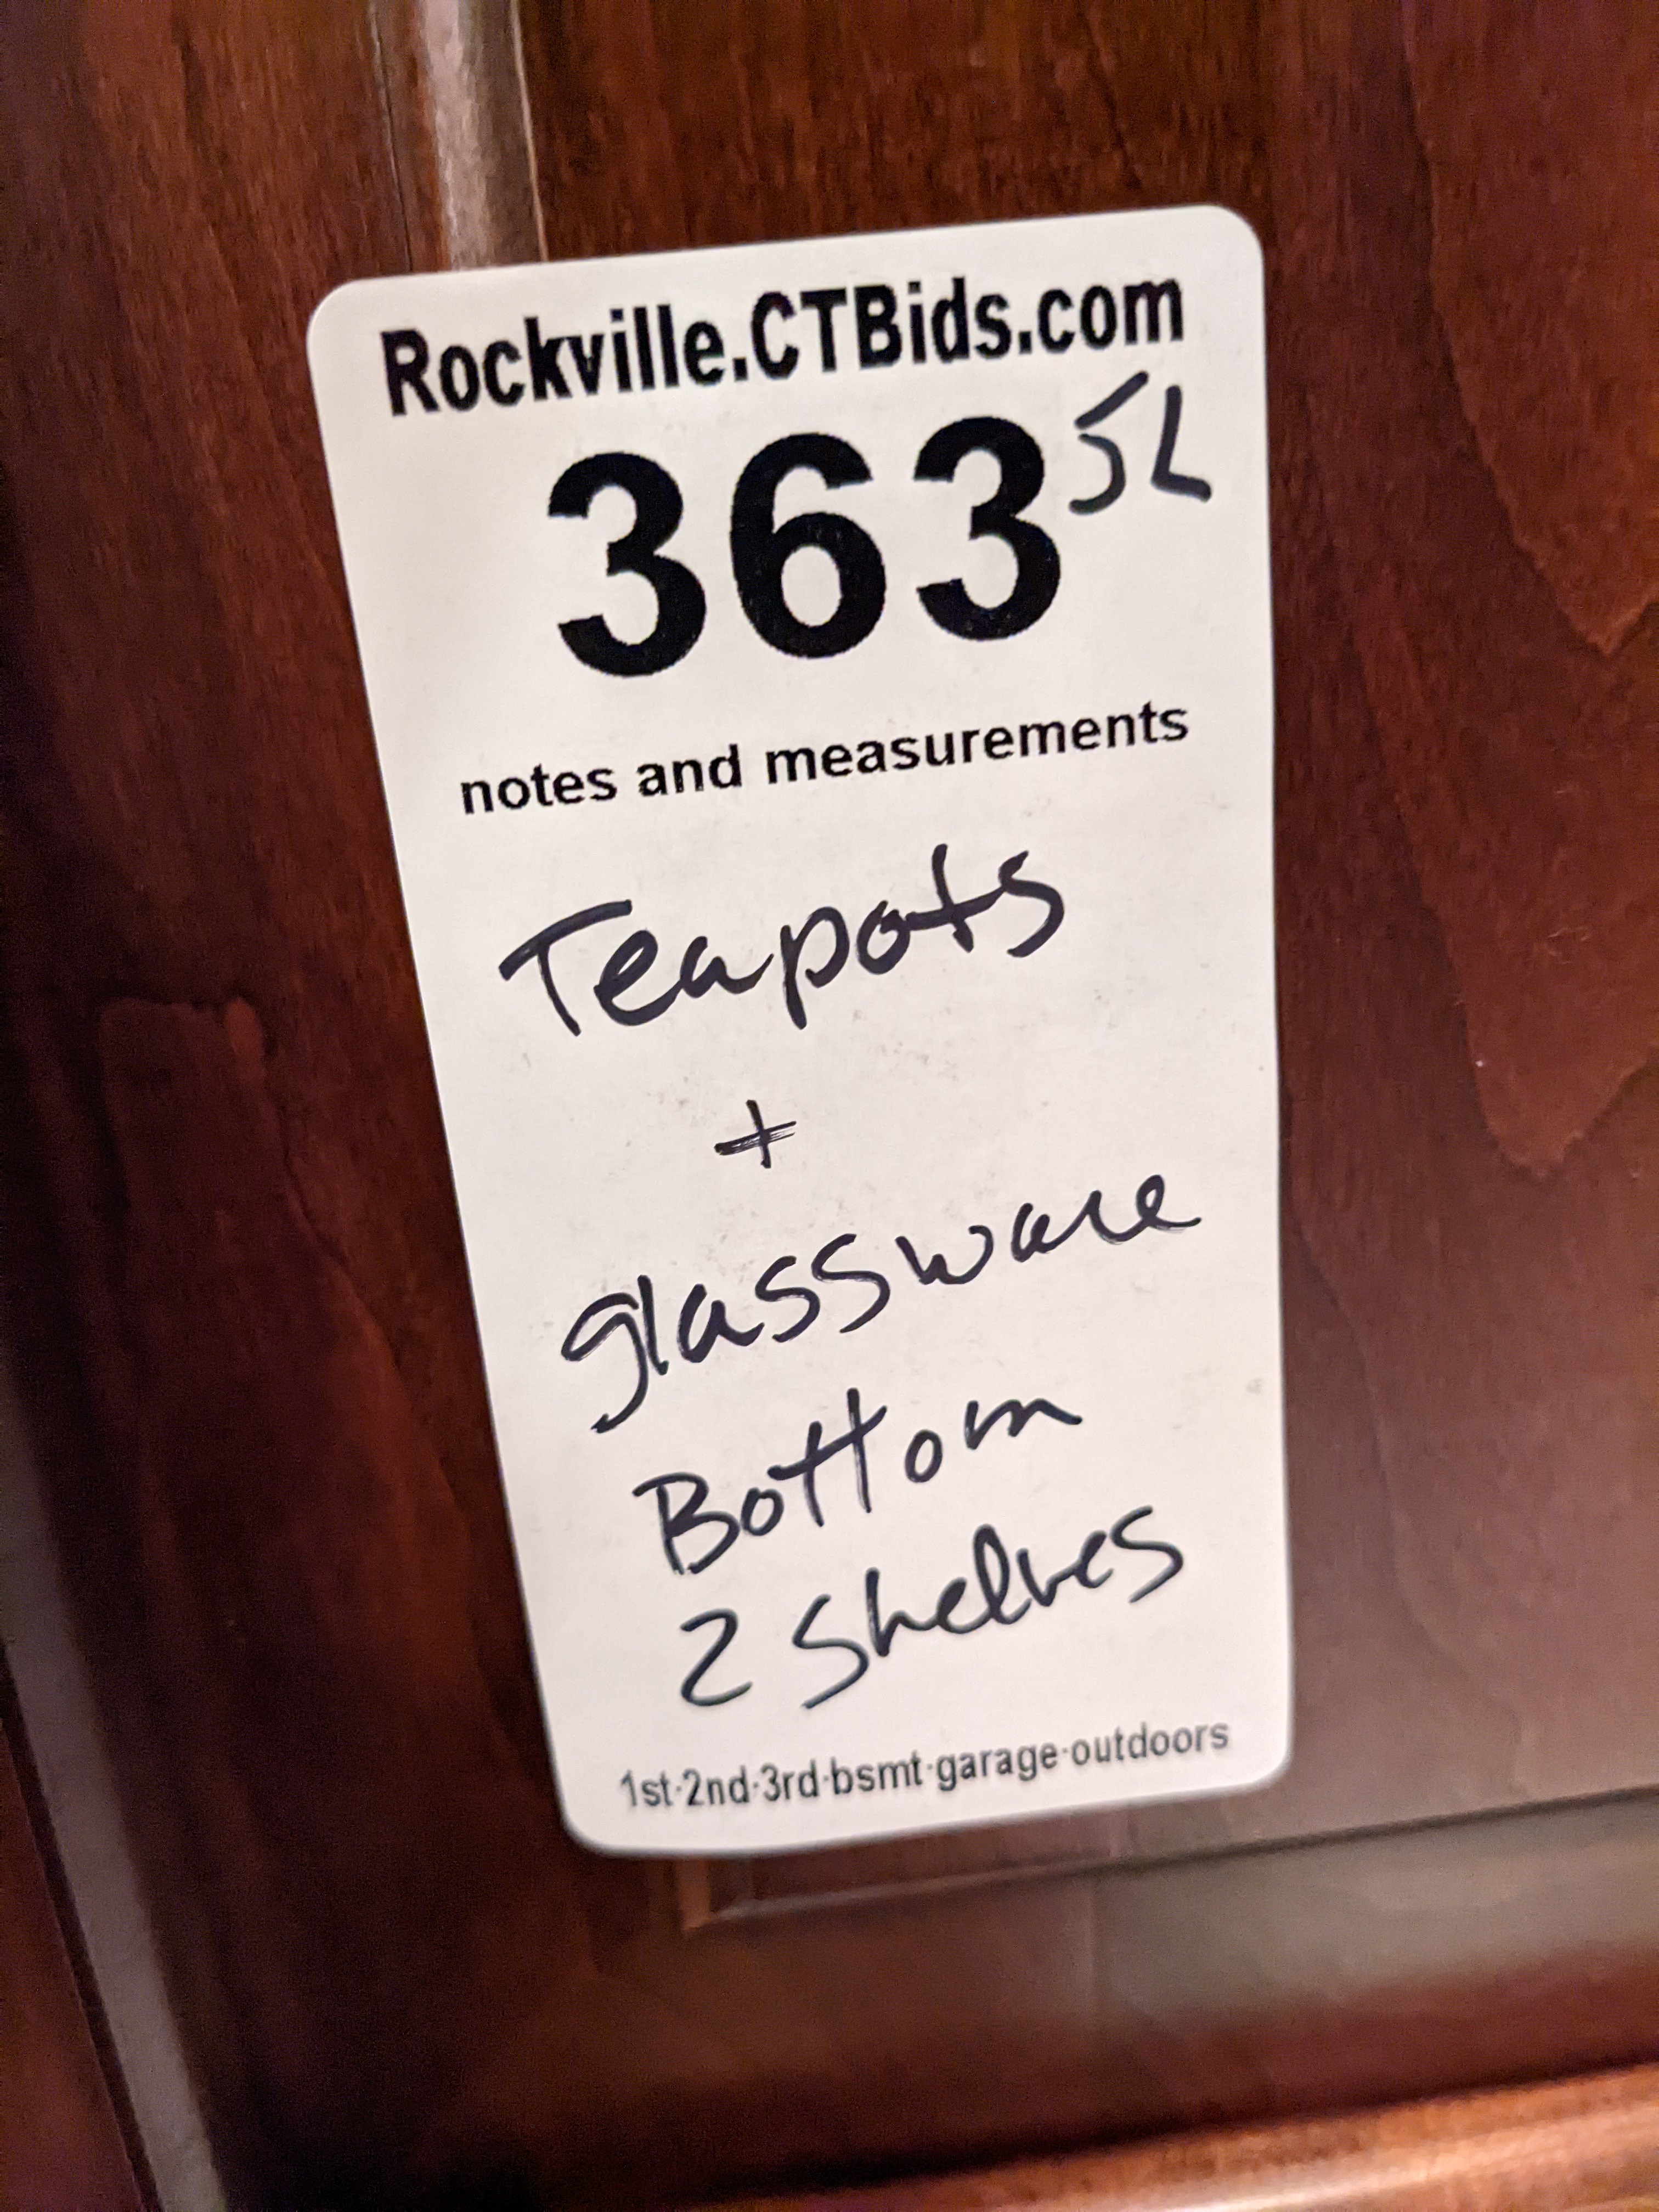 Rockville.CTBids.com
363 SL
notes and measurements
Teapots
+
glassware
Bottom
2 Shelves
1st·2nd·3rd·bsmt·garage·outdoors